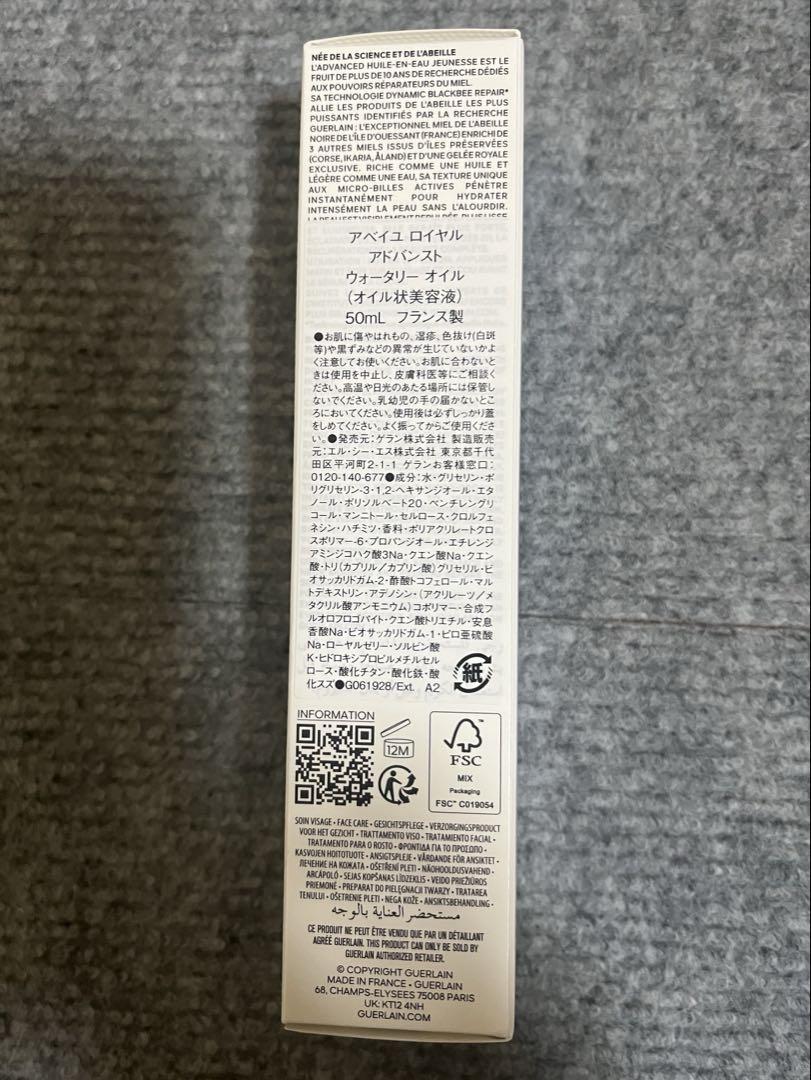 NÉE DE LA SCIENCE ET DE L'ABEILLE
L'ADVANCED HUILE-EN-EAU JEUNESSE EST LE
FRUIT DE PLUS DE 10 ANS DE RECHERCHE DÉDIÉS
AUX POUVOIRS RÉPARATEURS DU MIEL.
SA TECHNOLOGIE DYNAMIC BLACKBEE REPAIR*
ALLIE LES PRODUITS DE L'ABEILLE LES PLUS
PUISSANTS IDENTIFIÉS PAR LA RECHERCHE
GUERLAIN : L'EXCEPTIONNEL MIEL DE L'ABEILLE
NOIRE DE L'ÎLE D'OUESSANT (FRANCE) ENRICHI DE
3 AUTRES MIELS ISSUS D'ÎLES PRÉSERVÉES
(CORSE, IKARIA, ÅLAND) ET D'UNE GELÉE ROYALE
EXCLUSIVE. RICHE COMME UNE HUILE ET
LÉGÈRE COMME UNE EAU, SA TEXTURE UNIQUE
AUX MICRO-BILLES ACTIVES PÉNÈTRE
INSTANTANÉMENT POUR HYDRATER
INTENSÉMENT LA PEAU SANS L'ALOURDIR.
アベイユ ロイヤル
アドバンスト
ウォータリー オイル
(オイル状美容液)
50mL フランス製
●お肌に傷やはれもの、湿疹、色抜け(白斑
等)や黒ずみなどの異常が生じていないかよ
く注意してお使いください。お肌に合わないと
きは使用を中止し、皮膚科医等にご相談く
ださい。高温や日光のあたる場所には保管し
ないでください。乳幼児の手の届かないとこ
ろにおいてください。使用後は必ずしっかり蓋
をしめてください。よく振ってからご使用くださ
い。●発売元:ゲラン株式会社 製造販売
元:エル・シー・エス株式会社 東京都千代
田区平河町2-1-1 ゲランお客様窓口:
0120-140-677●成分:水・グリセリン・ポ
リグリセリン-3・1,2-ヘキサンジオール・エタ
ノール・ポリソルベート20・ペンチレングリ
コール・マンニトール・セルロース・クロルフェ
ネシン・ハチミツ・香料・ポリアクリレートクロ
スポリマー-6・プロパンジオール・エチレンジ
アミンジコハク酸3Na・クエン酸Na・クエン
酸・トリ(カプリル/カプリン酸)グリセリル・ビ
オサッカリドガム-2・酢酸トコフェロール・マル
トデキストリン・アデノシン・(アクリレーツ/メ
タクリル酸アンモニウム)コポリマー・合成フ
ルオロフロゴパイト・クエン酸トリエチル・安息
香酸Na・ビオサッカリドガム-1・ピロ亜硫酸
Na・ローヤルゼリー・ソルビン酸
K・ヒドロキシプロピルメチルセル
ロース・酸化チタン・酸化鉄・酸
化スズ●G061928/Ext. A2
紙
INFORMATION
12M
FSC™
MIX
Packaging
FSC™ C019054
SOIN VISAGE • FACE CARE • GESICHTSPFLEGE • VERZORGINGSPRODUCT
VOOR HET GEZICHT • TRATTAMENTO VISO • TRATAMIENTO FACIAL •
TRATAMENTO PARA O ROSTO • ΦΡΟΝΤΙΔΑ ΓΙΑ ΤΟ ΠΡΟΣΩΠΟ •
KASVOJEN HOITOTUOTE • ANSIGTSPLEJE • VÅRDANDE FÖR ANSIKTET •
ЛЕЧЕНИЕ НА КОЖАТА • OŠETŘENÍ PLETI • NÄOHOOLDUSVAHEND •
ARCÁPOLÓ • SEJAS KOPŠANAS LĪDZEKLIS • VEIDO PRIEŽIŪROS
PRIEMONĖ • PREPARAT DO PIELĘGNACJI TWARZY • TRATAREA
TENULUI • OŠETRENIE PLETI • NEGA KOŽE • ANSIKTSBEHANDLING •
مستحضر العناية بالوجه
CE PRODUIT NE PEUT ÊTRE VENDU QUE PAR UN DÉTAILLANT
AGRÉÉ GUERLAIN. THIS PRODUCT CAN ONLY BE SOLD BY
GUERLAIN AUTHORIZED RETAILER.
© COPYRIGHT GUERLAIN
MADE IN FRANCE • GUERLAIN
68, CHAMPS-ELYSEES 75008 PARIS
UK: KT12 4NH
GUERLAIN.COM